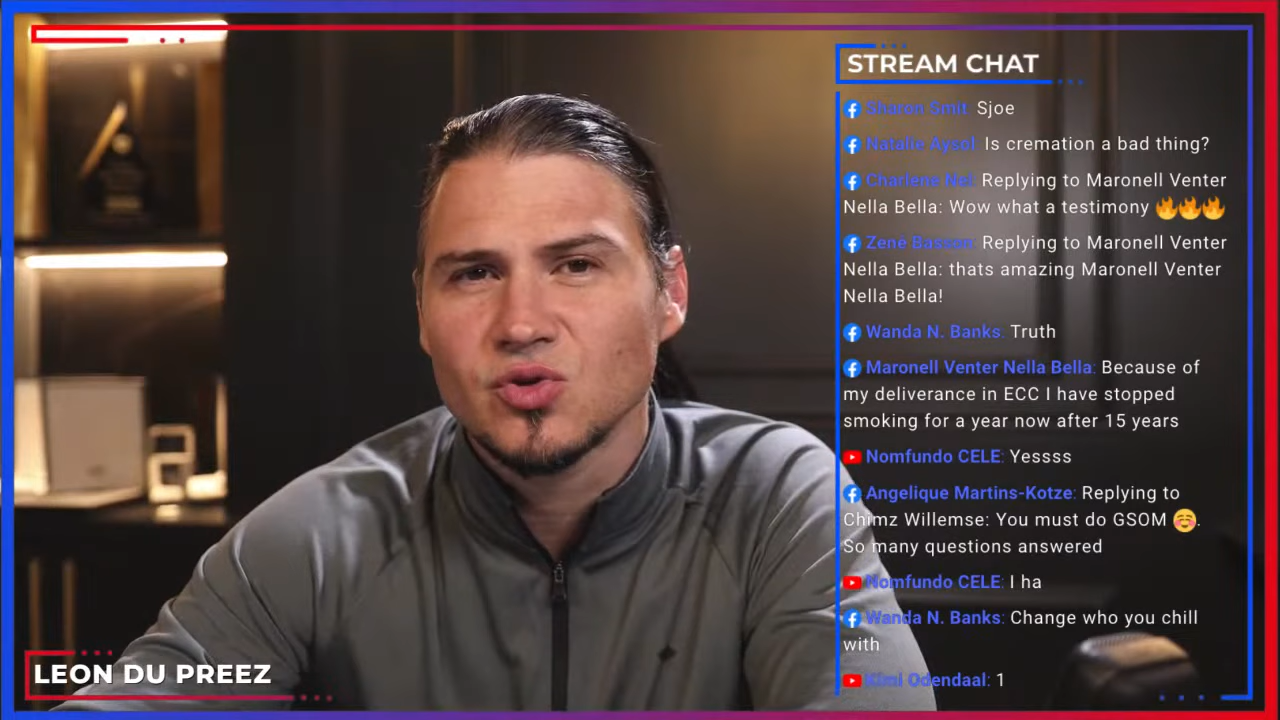 STREAM CHAT
Sharon Smit: Sjoe
Natalie Aysel: Is cremation a bad thing?
Charlene Nel: Replying to Maronell Venter
Nella Bella: Wow what a testimony 🔥🔥🔥
Zené Basson: Replying to Maronell Venter
Nella Bella: thats amazing Maronell Venter
Nella Bella!
Wanda N. Banks: Truth
Maronell Venter Nella Bella: Because of
my deliverance in ECC I have stopped
smoking for a year now after 15 years
Nomfundo CELE: Yessss
Angelique Martins-Kotze: Replying to
Chimz Willemse: You must do GSOM ☺️.
So many questions answered
Nomfundo CELE: I ha
Wanda N. Banks: Change who you chill
with
Kimi Odendaal: 1
LEON DU PREEZ